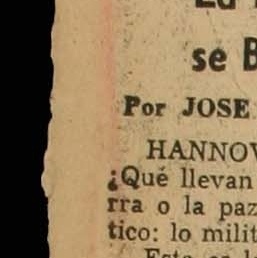 se
Por JOSE
HANNOV
¿Qué llevan
rra o la paz
tico: lo milit